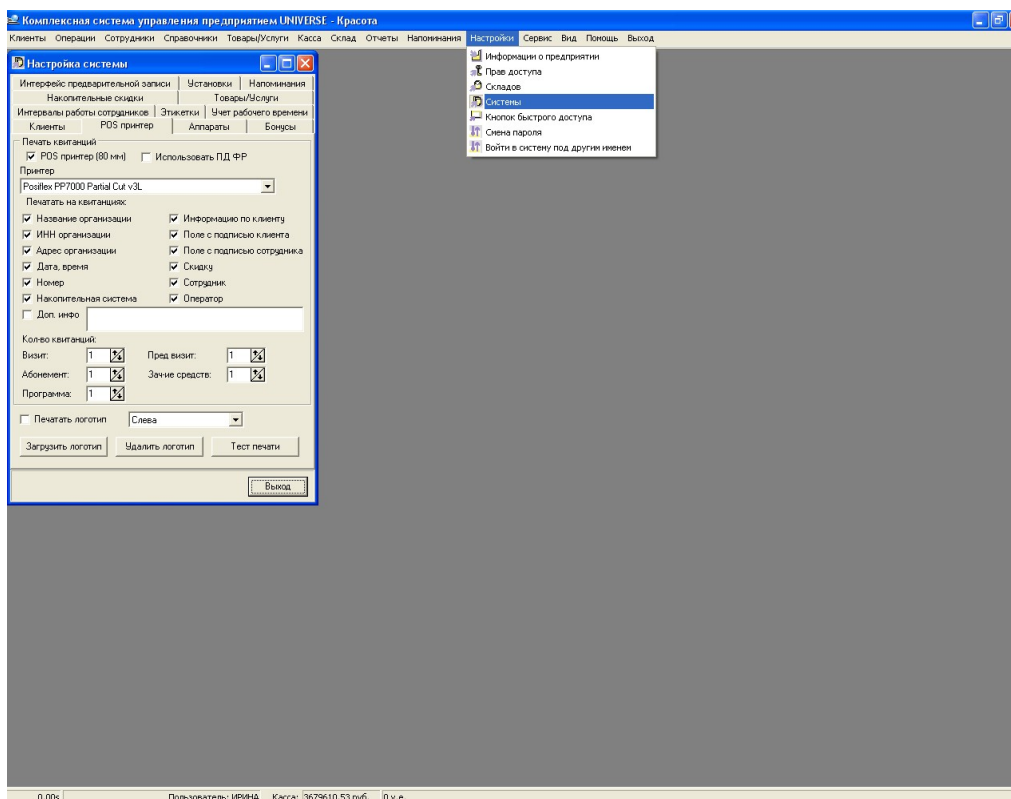 Комплексная система управления предприятием UNIVERSE - Красота
Клиенты Операции Сотрудники Справочники Товары/Услуги Касса Склад Отчеты Напоминания Настройки Сервис Вид Помощь Выход
Информации о предприятии
Прав доступа
Складов
Системы
Кнопок быстрого доступа
Смена пароля
Войти в систему под другим именем
Настройка системы
Интерфейс предварительной записи Установки Напоминания
Накопительные скидки Товары/Услуги
Интервалы работы сотрудников Этикетки Учет рабочего времени
Клиенты POS принтер Аппараты Бонусы
Печать квитанций
POS принтер (80 мм) Использовать ПД ФР
Принтер
Posiflex PP7000 Partial Cut v3L
Печатать на квитанциях:
Название организации Информацию по клиенту
ИНН организации Поле с подписью клиента
Адрес организации Поле с подписью сотрудника
Дата, время Скидку
Номер Сотрудник
Накопительная система Оператор
Доп. инфо
Кол-во квитанций:
Визит: 1 Пред визит: 1
Абонемент: 1 Зач-ие средств: 1
Программа: 1
Печатать логотип Слева
Загрузить логотип Удалить логотип Тест печати
Выход
0,00s Пользователь: ИРИНА Касса: 3679610,53 руб. 0 у.е.